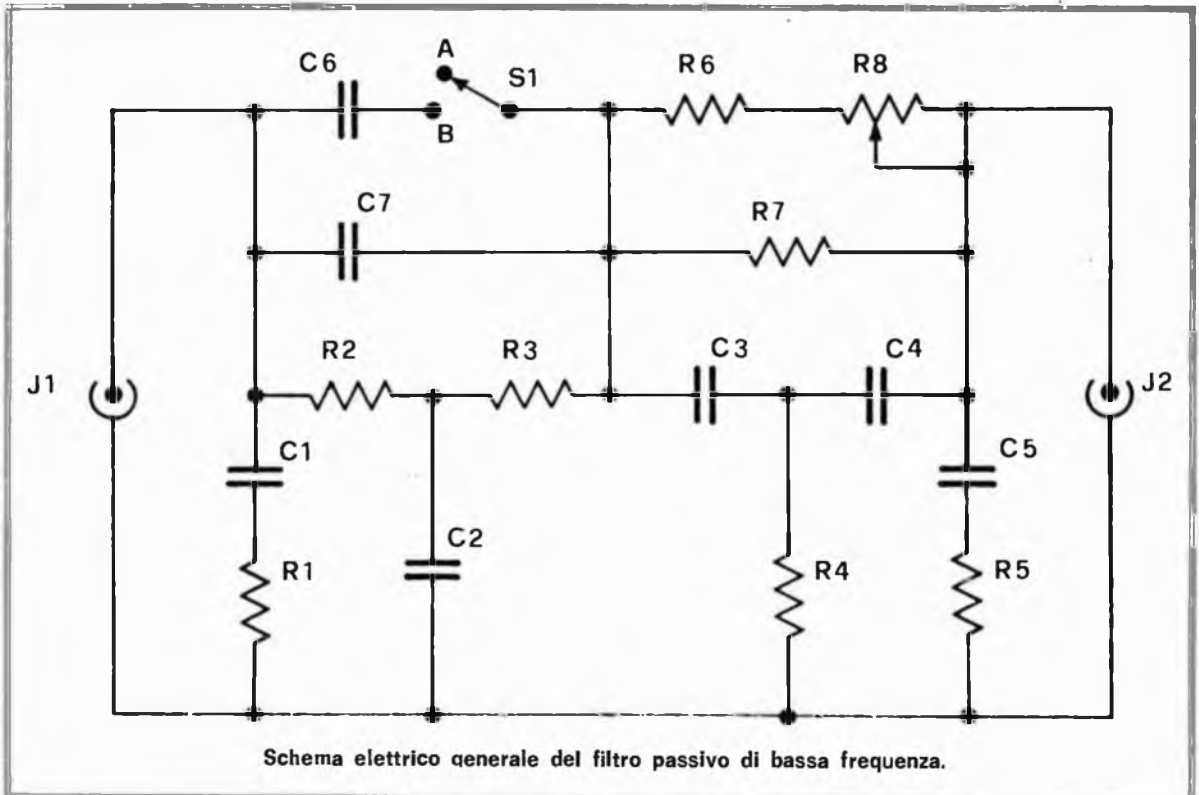 A
C6
S1
R6
R8
B
C7
R7
R2
R3
C3
C4
J1
J2
C1
C5
C2
R1
R4
R5
Schema elettrico generale del filtro passivo di bassa frequenza.